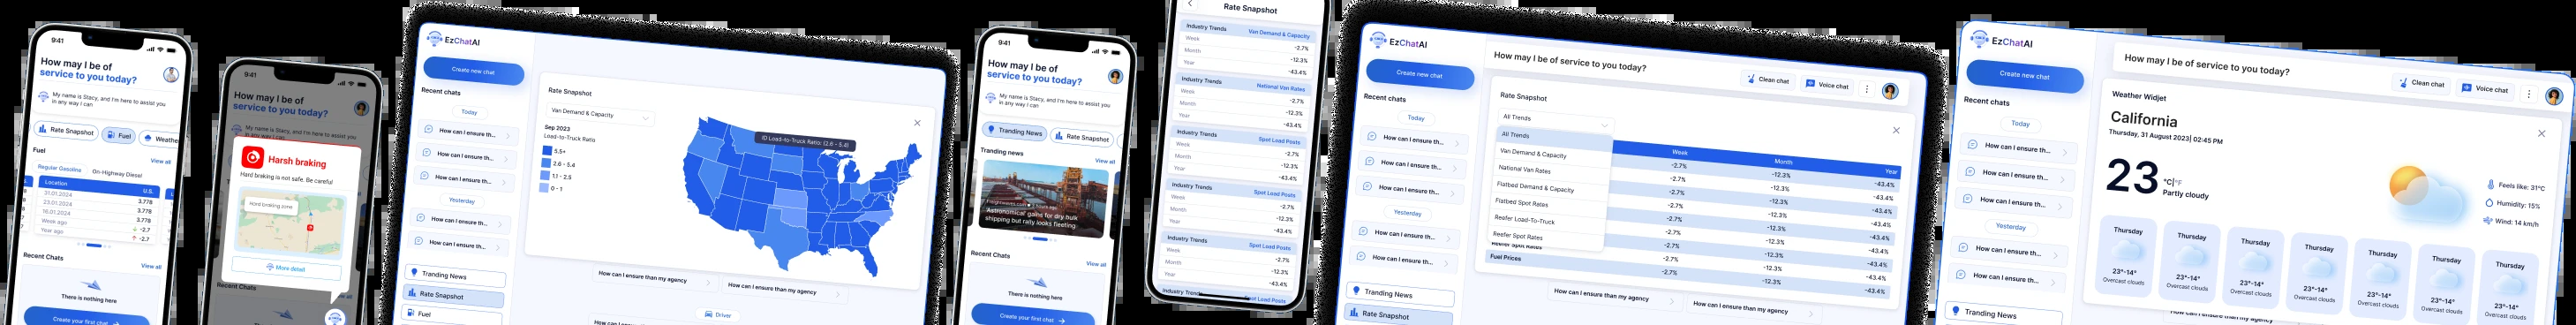 9:41
How may I be of
service to you today?
My name is Stacy, and I'm here to assist you
in any way I can
Rate Snapshot
Fuel
Weathe
Fuel
View all
Regular Gasoline
On-Highway Diesel
Location
U.S.
31.01.2024
3.778
23.01.2024
3.778
16.01.2024
3.778
Week ago
-2.7
Year ago
-2.7
Recent Chats
View all
There is nothing here
Create your first chat
9:41
How may I be of
service to you today?
My name is Stacy, and I'm here to assist you
Harsh braking
Hard braking is not safe. Be careful
Hard braking zone
More detail
Recent Chats
EzChatAI
Create new chat
Recent chats
Today
How can I ensure th...
How can I ensure th...
How can I ensure th...
Yesterday
How can I ensure th...
How can I ensure th...
Tranding News
Rate Snapshot
Fuel
Rate Snapshot
Van Demand & Capacity
Sep 2023
Load-to-Truck Ratio
5.5+
2.6 - 5.4
1.1 - 2.5
0 - 1
ID Load-to-Truck Ratio: (2.6 - 5.4)
How can I ensure than my agency
How can I ensure than my agency
Driver
9:41
How may I be of
service to you today?
My name is Stacy, and I'm here to assist you
in any way I can
Tranding News
Rate Snapshot
Tranding news
View all
'Astronomical' gains for dry bulk
shipping but rally looks fleeting
Recent Chats
View all
There is nothing here
Create your first chat
Rate Snapshot
Industry Trends
Van Demand & Capacity
Week
-2.7%
Month
-12.3%
Year
-43.4%
Industry Trends
National Van Rates
Week
-2.7%
Month
-12.3%
Year
-43.4%
Industry Trends
Spot Load Posts
Week
-2.7%
Month
-12.3%
Year
-43.4%
Industry Trends
Spot Load Posts
Week
-2.7%
Month
-12.3%
Year
-43.4%
Industry Trends
Spot Load Posts
Week
-2.7%
Month
-12.3%
Year
-43.4%
Industry Trends
Spot Load Posts
EzChatAI
Create new chat
Recent chats
Today
How can I ensure th...
How can I ensure th...
How can I ensure th...
Yesterday
How can I ensure th...
How can I ensure th...
Tranding News
Rate Snapshot
How may I be of service to you today?
Clean chat
Voice chat
Rate Snapshot
All Trends
All Trends
Van Demand & Capacity
National Van Rates
Flatbed Demand & Capacity
Flatbed Spot Rates
Reefer Load-To-Truck
Reefer Spot Rates
Reefer Spot Rates
Fuel Prices
Week
Month
Year
-2.7%
-12.3%
-43.4%
-2.7%
-12.3%
-43.4%
-2.7%
-12.3%
-43.4%
-2.7%
-12.3%
-43.4%
-2.7%
-12.3%
-43.4%
-2.7%
-12.3%
-43.4%
-2.7%
-12.3%
-43.4%
-2.7%
-12.3%
-43.4%
-2.7%
-12.3%
-43.4%
How can I ensure than my agency
How can I ensure than my agency
EzChatAI
Create new chat
Recent chats
Today
How can I ensure th...
How can I ensure th...
How can I ensure th...
Yesterday
How can I ensure th...
How can I ensure th...
Tranding News
How may I be of service to you today?
Clean chat
Voice chat
Weather Widjet
California
Thursday, 31 August 2023| 02:45 PM
23
°C|°F
Partly cloudy
Feels like: 31°C
Humidity: 15%
Wind: 14 km/h
Thursday
23°-14°
Overcast clouds
Thursday
23°-14°
Overcast clouds
Thursday
23°-14°
Overcast clouds
Thursday
23°-14°
Overcast clouds
Thursday
23°-14°
Overcast clouds
Thursday
23°-14°
Overcast clouds
Thursday
23°-14°
Overcast clouds
How can I ensure than my agency